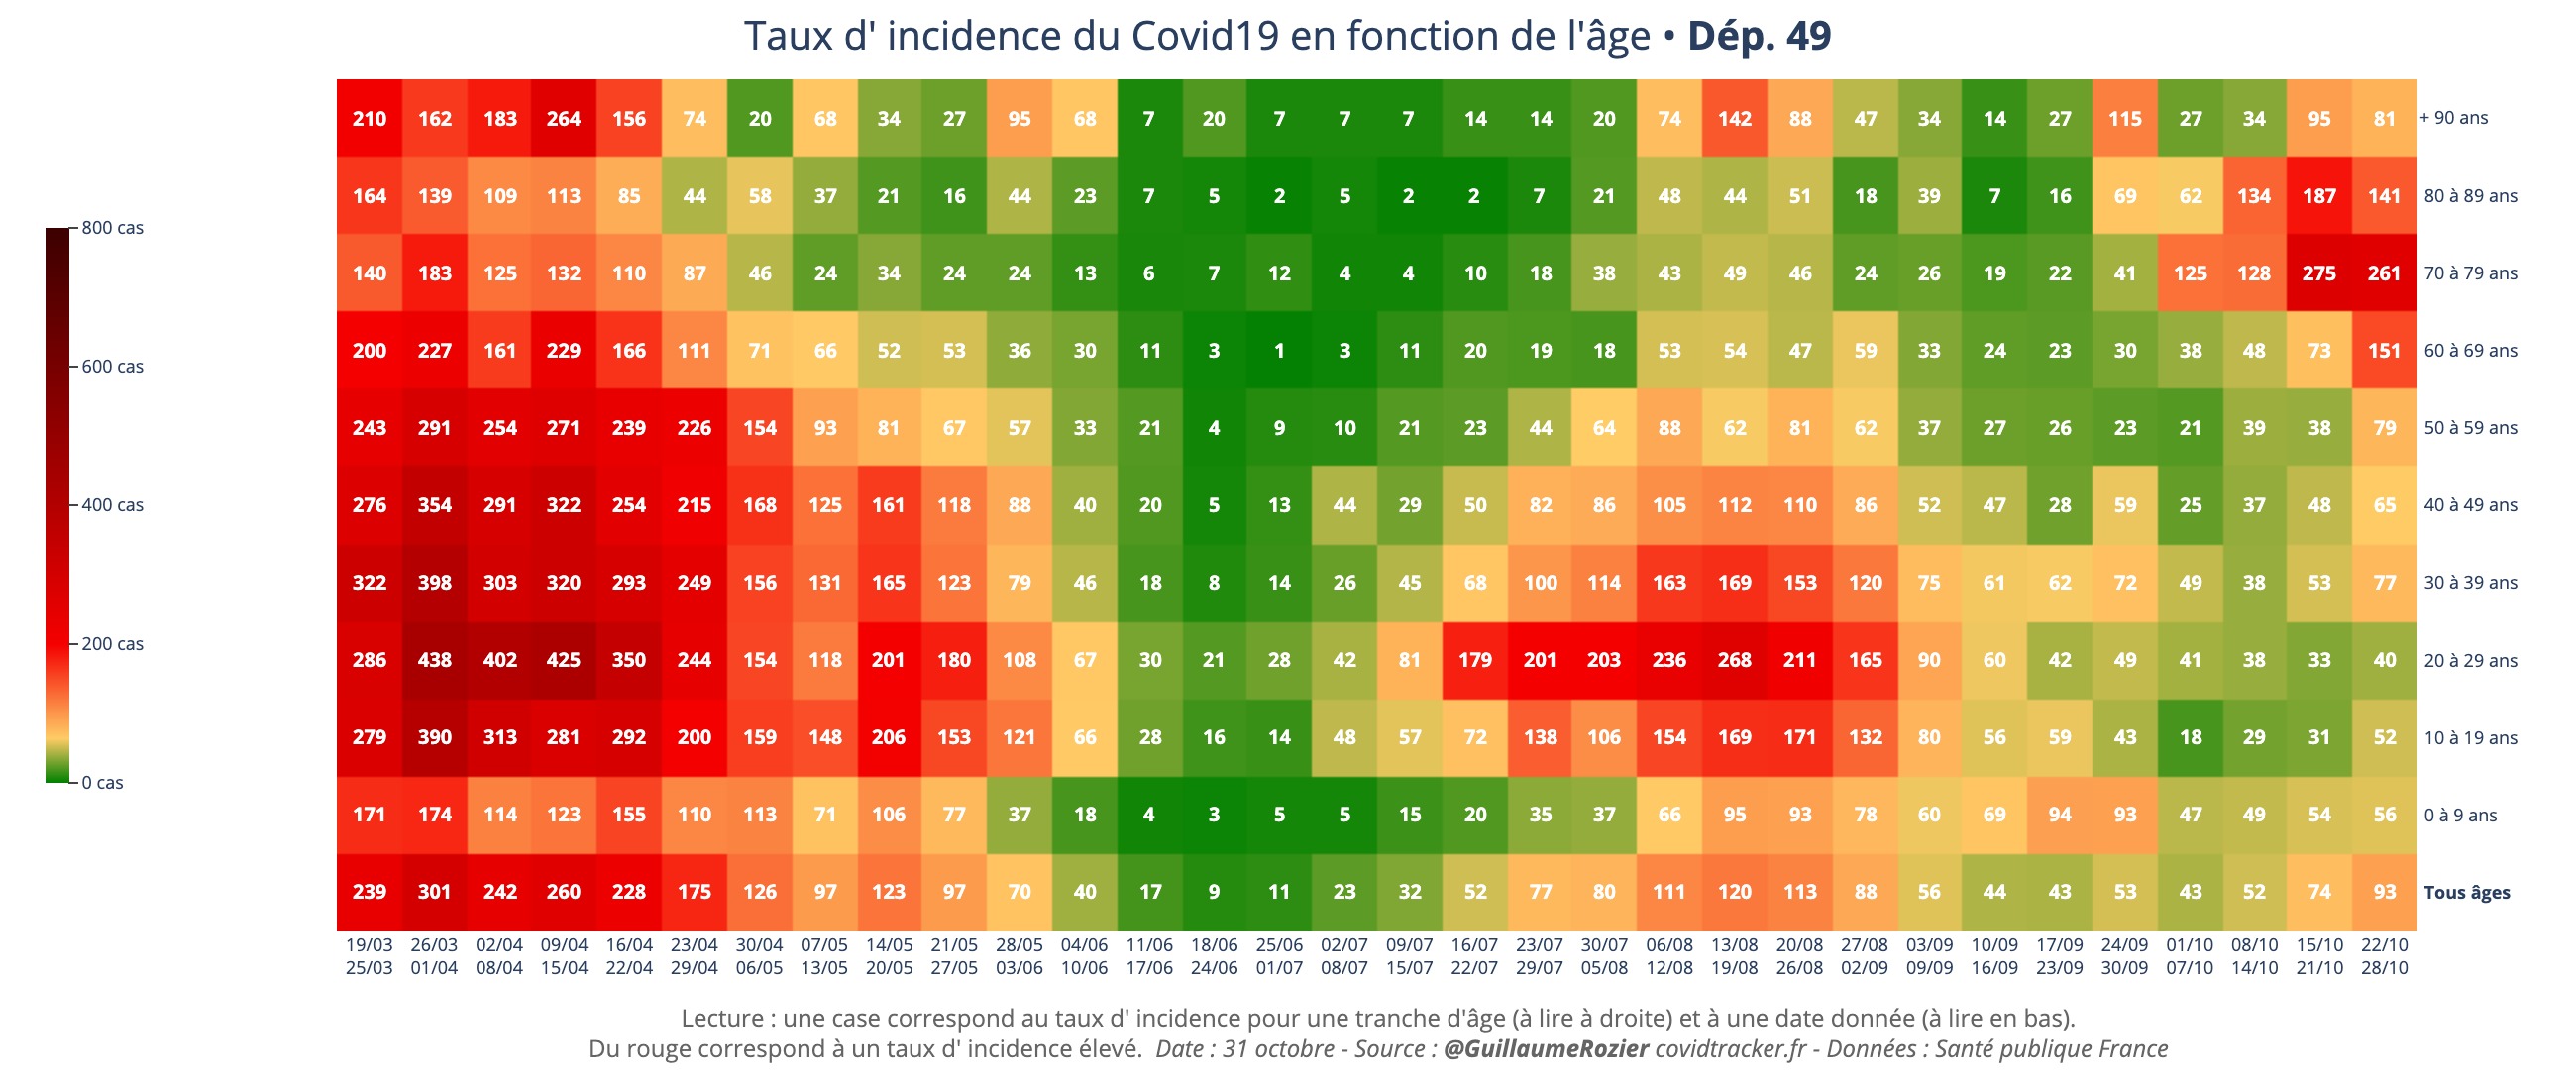 Taux d' incidence du Covid19 en fonction de l'âge • Dép. 49
800 cas
600 cas
400 cas
200 cas
0 cas
210 162 183 264 156 74 20 68 34 27 95 68 7 20 7 7 7 14 14 20 74 142 88 47 34 14 27 115 27 34 95 81 + 90 ans
164 139 109 113 85 44 58 37 21 16 44 23 7 5 2 5 2 2 7 21 48 44 51 18 39 7 16 69 62 134 187 141 80 à 89 ans
140 183 125 132 110 87 46 24 34 24 24 13 6 7 12 4 4 10 18 38 43 49 46 24 26 19 22 41 125 128 275 261 70 à 79 ans
200 227 161 229 166 111 71 66 52 53 36 30 11 3 1 3 11 20 19 18 53 54 47 59 33 24 23 30 38 48 73 151 60 à 69 ans
243 291 254 271 239 226 154 93 81 67 57 33 21 4 9 10 21 23 44 64 88 62 81 62 37 27 26 23 21 39 38 79 50 à 59 ans
276 354 291 322 254 215 168 125 161 118 88 40 20 5 13 44 29 50 82 86 105 112 110 86 52 47 28 59 25 37 48 65 40 à 49 ans
322 398 303 320 293 249 156 131 165 123 79 46 18 8 14 26 45 68 100 114 163 169 153 120 75 61 62 72 49 38 53 77 30 à 39 ans
286 438 402 425 350 244 154 118 201 180 108 67 30 21 28 42 81 179 201 203 236 268 211 165 90 60 42 49 41 38 33 40 20 à 29 ans
279 390 313 281 292 200 159 148 206 153 121 66 28 16 14 48 57 72 138 106 154 169 171 132 80 56 59 43 18 29 31 52 10 à 19 ans
171 174 114 123 155 110 113 71 106 77 37 18 4 3 5 5 15 20 35 37 66 95 93 78 60 69 94 93 47 49 54 56 0 à 9 ans
239 301 242 260 228 175 126 97 123 97 70 40 17 9 11 23 32 52 77 80 111 120 113 88 56 44 43 53 43 52 74 93 Tous âges
19/03 26/03 02/04 09/04 16/04 23/04 30/04 07/05 14/05 21/05 28/05 04/06 11/06 18/06 25/06 02/07 09/07 16/07 23/07 30/07 06/08 13/08 20/08 27/08 03/09 10/09 17/09 24/09 01/10 08/10 15/10 22/10
25/03 01/04 08/04 15/04 22/04 29/04 06/05 13/05 20/05 27/05 03/06 10/06 17/06 24/06 01/07 08/07 15/07 22/07 29/07 05/08 12/08 19/08 26/08 02/09 09/09 16/09 23/09 30/09 07/10 14/10 21/10 28/10
Lecture : une case correspond au taux d' incidence pour une tranche d'âge (à lire à droite) et à une date donnée (à lire en bas).
Du rouge correspond à un taux d' incidence élevé. Date : 31 octobre - Source : @GuillaumeRozier covidtracker.fr - Données : Santé publique France